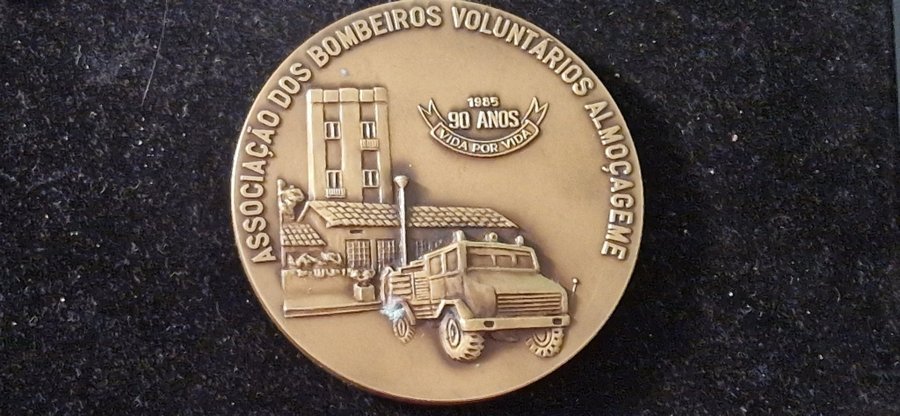 ASSOCIAÇÃO DOS BOMBEIROS VOLUNTÁRIOS ALMOÇAGEME
1985
90 ANOS
VIDA POR VIDA